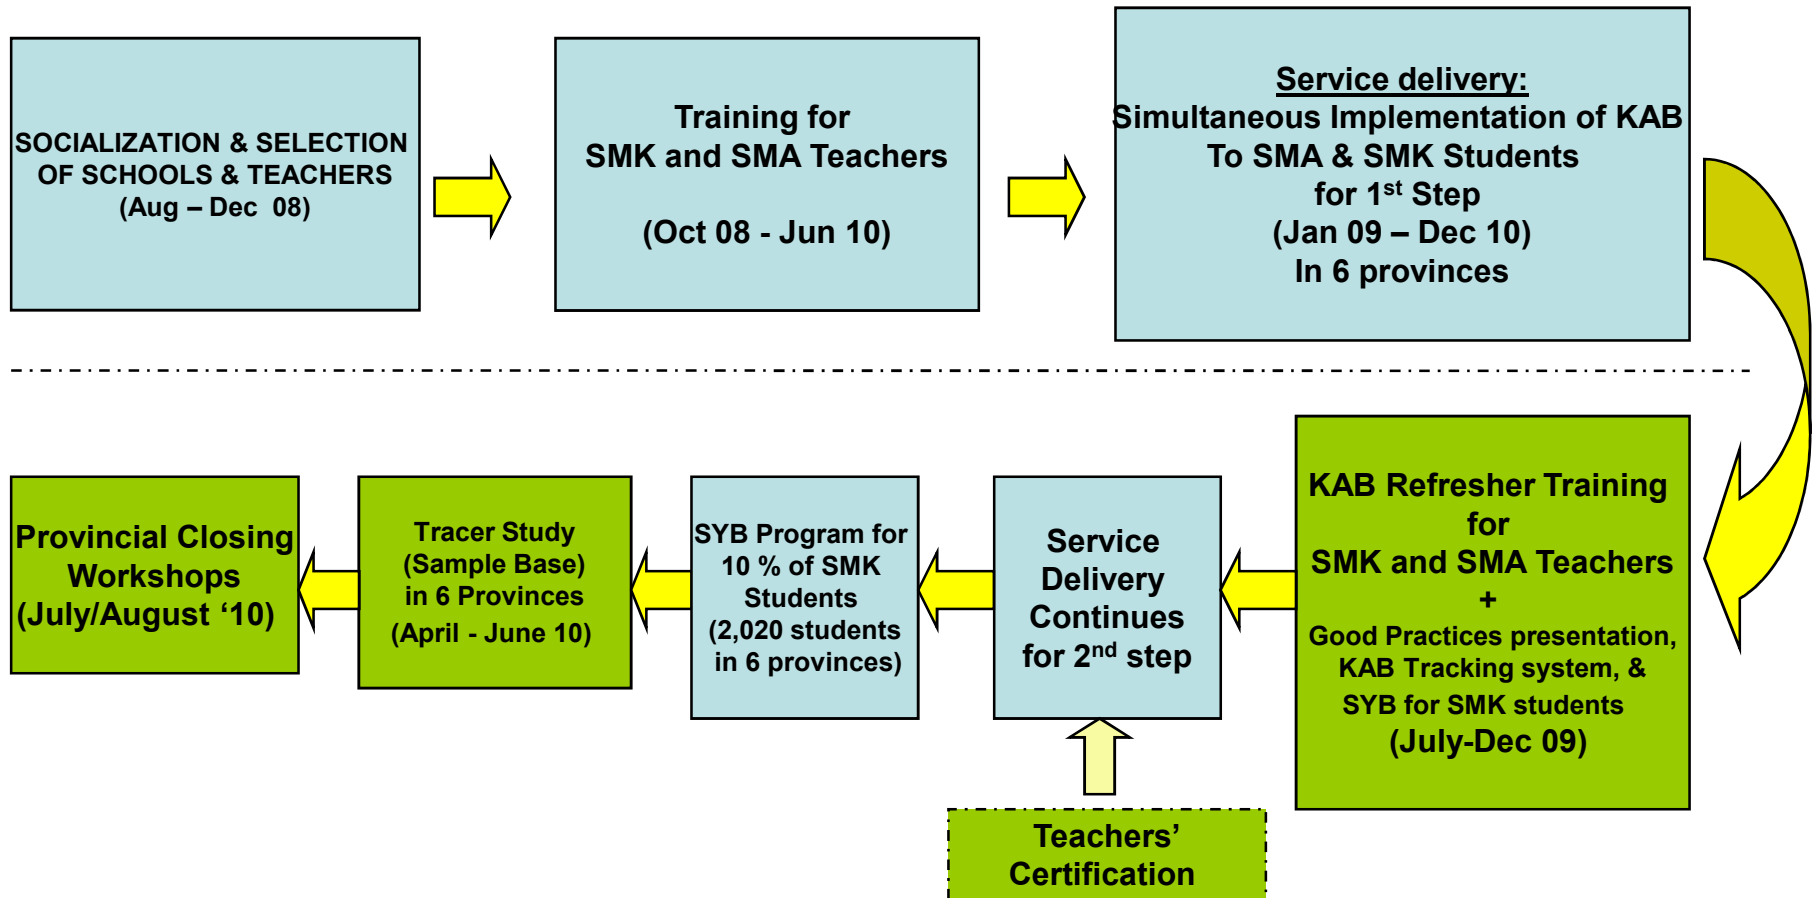 SOCIALIZATION & SELECTION
OF SCHOOLS & TEACHERS
(Aug – Dec  08)
Training for
SMK and SMA Teachers
(Oct 08 - Jun 10)
Service delivery:
Simultaneous Implementation of KAB
To SMA & SMK Students
for 1st Step
(Jan 09 – Dec 10)
In 6 provinces
KAB Refresher Training
for
SMK and SMA Teachers
+
Good Practices presentation,
KAB Tracking system, &
SYB for SMK students
(July-Dec 09)
Service
Delivery
Continues
for 2nd step
Teachers’
Certification
SYB Program for
10 % of SMK
Students
(2,020 students
in 6 provinces)
Tracer Study
(Sample Base)
in 6 Provinces
(April - June 10)
Provincial Closing
Workshops
(July/August ‘10)